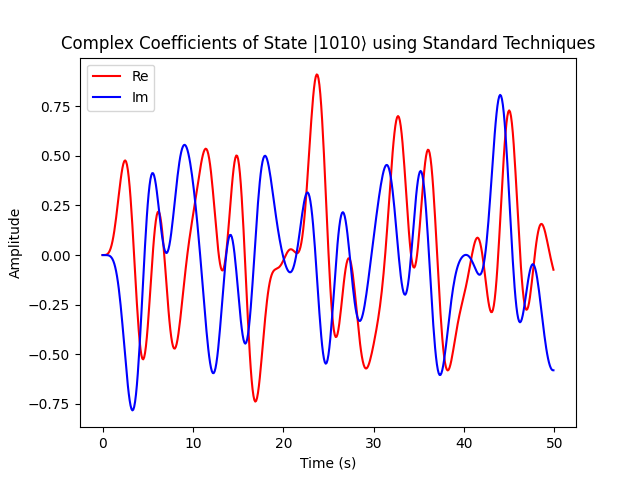 Complex Coefficients of State |1010⟩ using Standard Techniques
Re
Im
0.75
0.50
0.25
0.00
−0.25
−0.50
−0.75
Amplitude
0 10 20 30 40 50
Time (s)